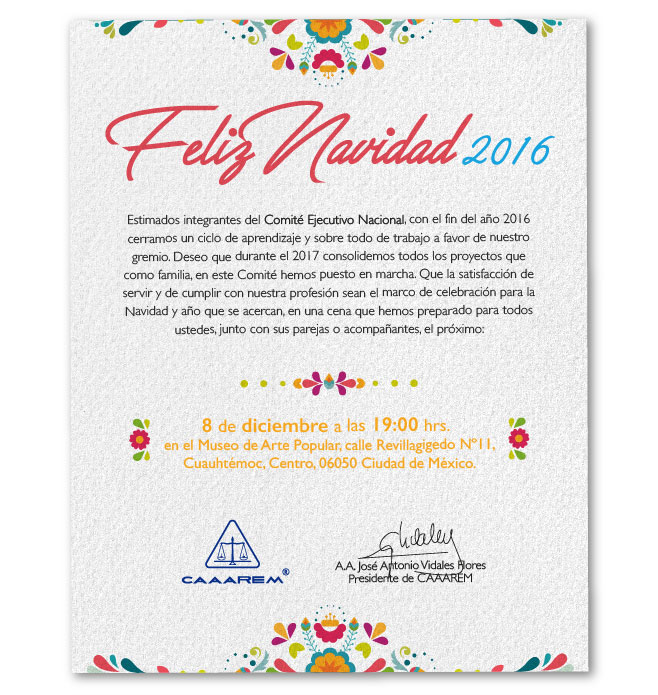 Feliz Navidad 2016
Estimados integrantes del Comité Ejecutivo Nacional, con el fin del año 2016
cerramos un ciclo de aprendizaje y sobre todo de trabajo a favor de nuestro
gremio. Deseo que durante el 2017 consolidemos todos los proyectos que
como familia, en este Comité hemos puesto en marcha. Que la satisfacción de
servir y de cumplir con nuestra profesión sean el marco de celebración para la
Navidad y año que se acercan, en una cena que hemos preparado para todos
ustedes, junto con sus parejas o acompañantes, el próximo:
8 de diciembre a las 19:00 hrs.
en el Museo de Arte Popular, calle Revillagigedo Nº11,
Cuauhtémoc, Centro, 06050 Ciudad de México.
CAAAREM®
A.A. José Antonio Vidales Flores
Presidente de CAAAREM